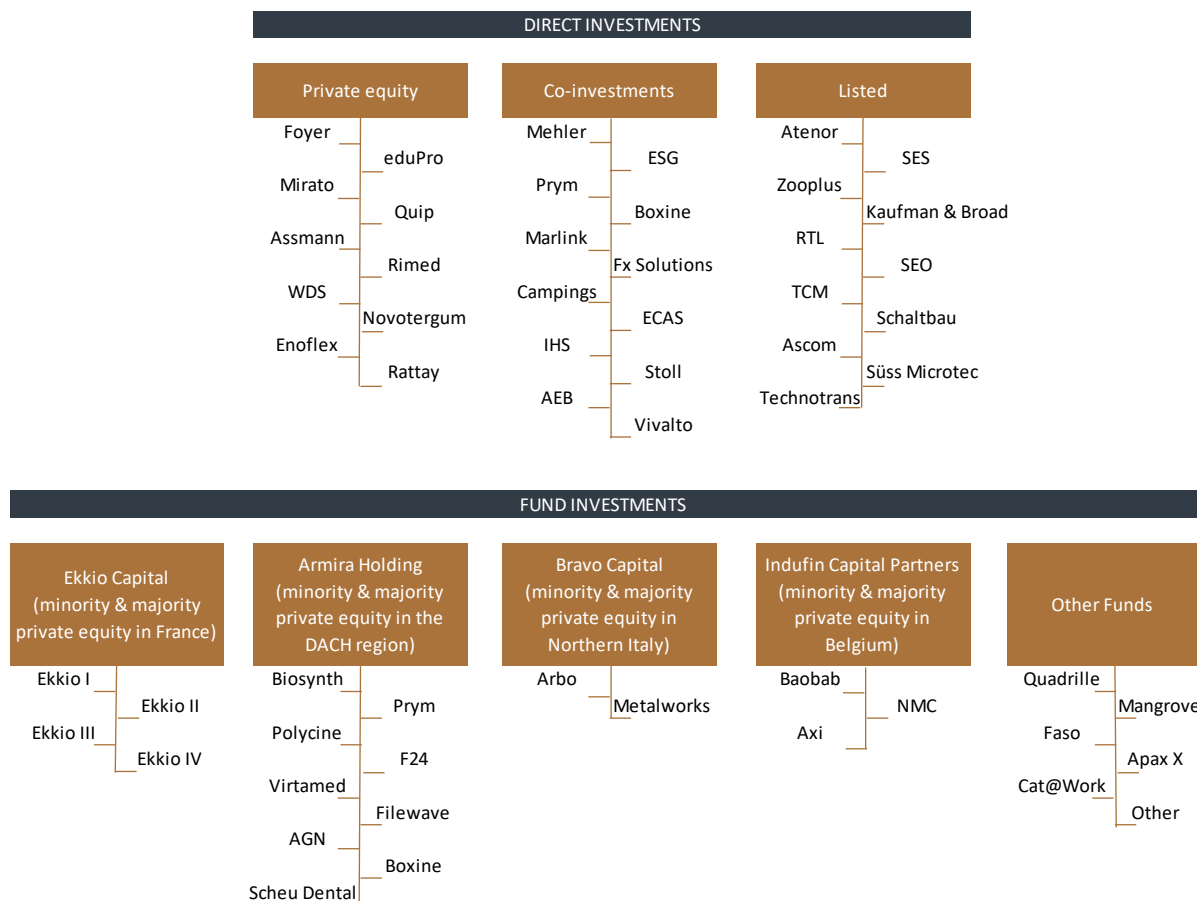 DIRECT INVESTMENTS
Private equity
Foyer
eduPro
Mirato
Quip
Assmann
Rimed
WDS
Novotergum
Enoflex
Rattay
Co-investments
Mehler
ESG
Prym
Boxine
Marlink
Fx Solutions
Campings
ECAS
IHS
Stoll
AEB
Vivalto
Listed
Atenor
SES
Zooplus
Kaufman & Broad
RTL
SEO
TCM
Schaltbau
Ascom
Süss Microtec
Technotrans
FUND INVESTMENTS
Ekkio Capital
(minority & majority
private equity in France)
Ekkio I
Ekkio II
Ekkio III
Ekkio IV
Armira Holding
(minority & majority
private equity in the
DACH region)
Biosynth
Prym
Polycine
F24
Virtamed
Filewave
AGN
Boxine
Scheu Dental
Bravo Capital
(minority & majority
private equity in
Northern Italy)
Arbo
Metalworks
Indufin Capital Partners
(minority & majority
private equity in
Belgium)
Baobab
NMC
Axi
Other Funds
Quadrille
Mangrove
Faso
Apax X
Cat@Work
Other